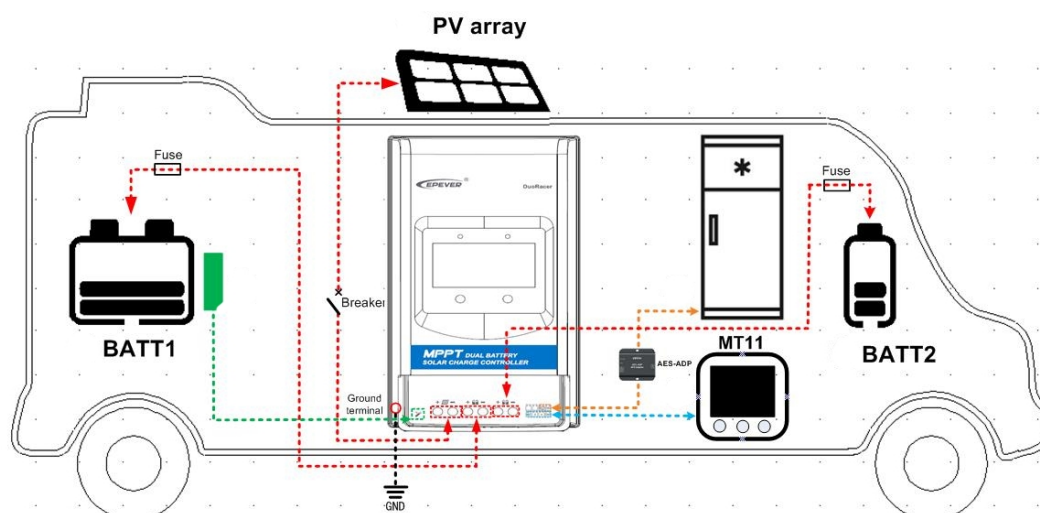 PV array
Fuse
Fuse
EPEVER ®
DuoRacer
Breaker
BATT1
MT11
BATT2
MPPT DUAL BATTERY
SOLAR CHARGE CONTROLLER
AES-ADP
Ground
terminal
GND